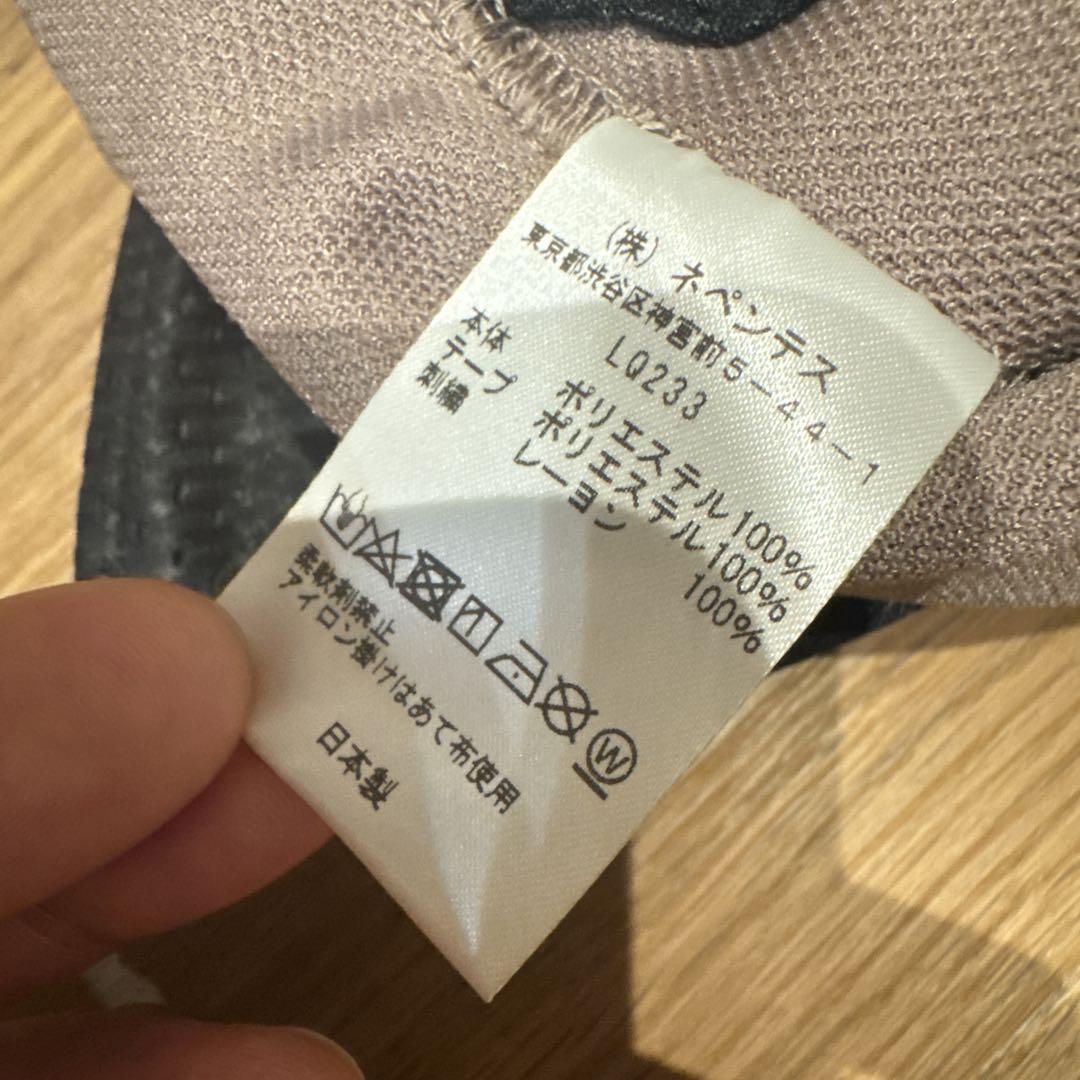 (株) ネペンテス
東京都渋谷区神宮前5-44-1
LQ233
本体 ポリエステル100%
テープ ポリエステル100%
刺繍 レーヨン 100%
W
柔軟剤禁止
アイロン掛けはあて布使用
日本製